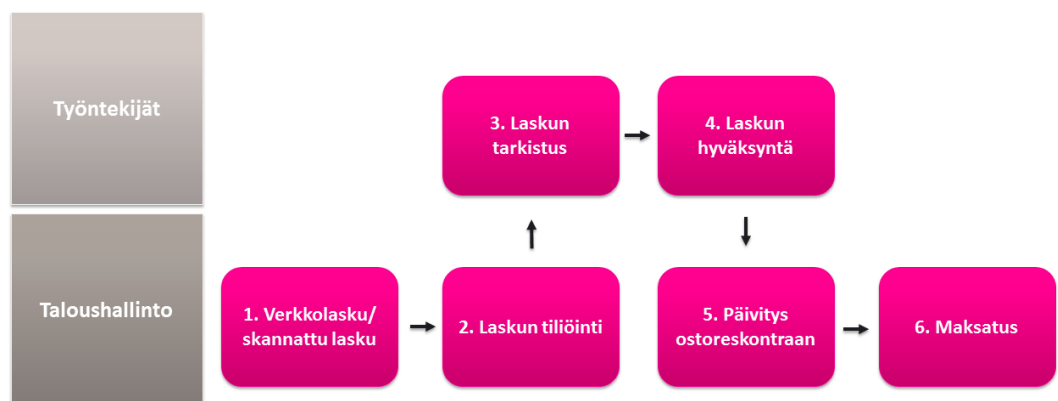 Työntekijät
3. Laskun
tarkistus
4. Laskun
hyväksyntä
Taloushallinto
1. Verkkolasku/
skannattu lasku
2. Laskun tiliöinti
5. Päivitys
ostoreskontraan
6. Maksatus